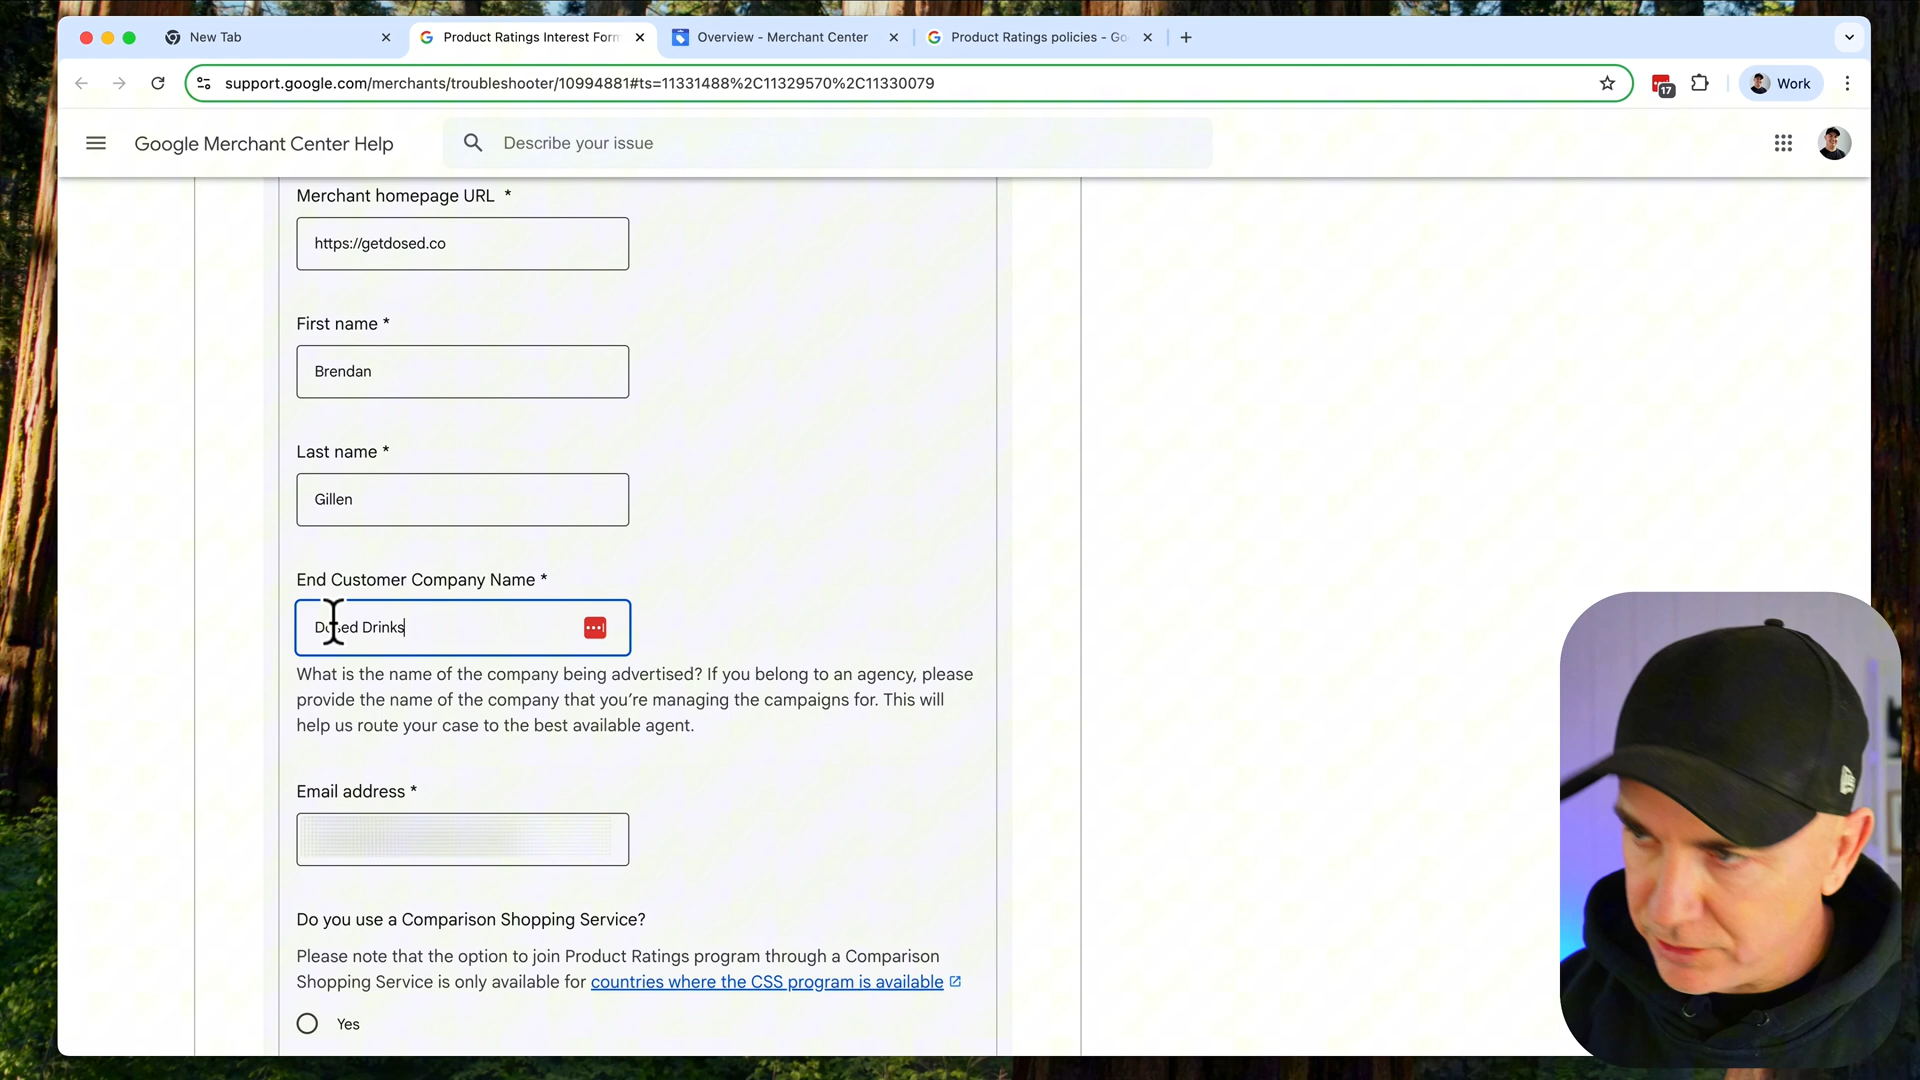 New Tab
Product Ratings Interest Form
Overview - Merchant Center
Product Ratings policies - Go
support.google.com/merchants/troubleshooter/10994881#ts=11331488%2C11329570%2C11330079
17
Work
Google Merchant Center Help
Describe your issue
Merchant homepage URL *
https://getdosed.co
First name *
Brendan
Last name *
Gillen
End Customer Company Name *
Dosed Drinks
What is the name of the company being advertised? If you belong to an agency, please
provide the name of the company that you're managing the campaigns for. This will
help us route your case to the best available agent.
Email address *
Do you use a Comparison Shopping Service?
Please note that the option to join Product Ratings program through a Comparison
Shopping Service is only available for countries where the CSS program is available
Yes